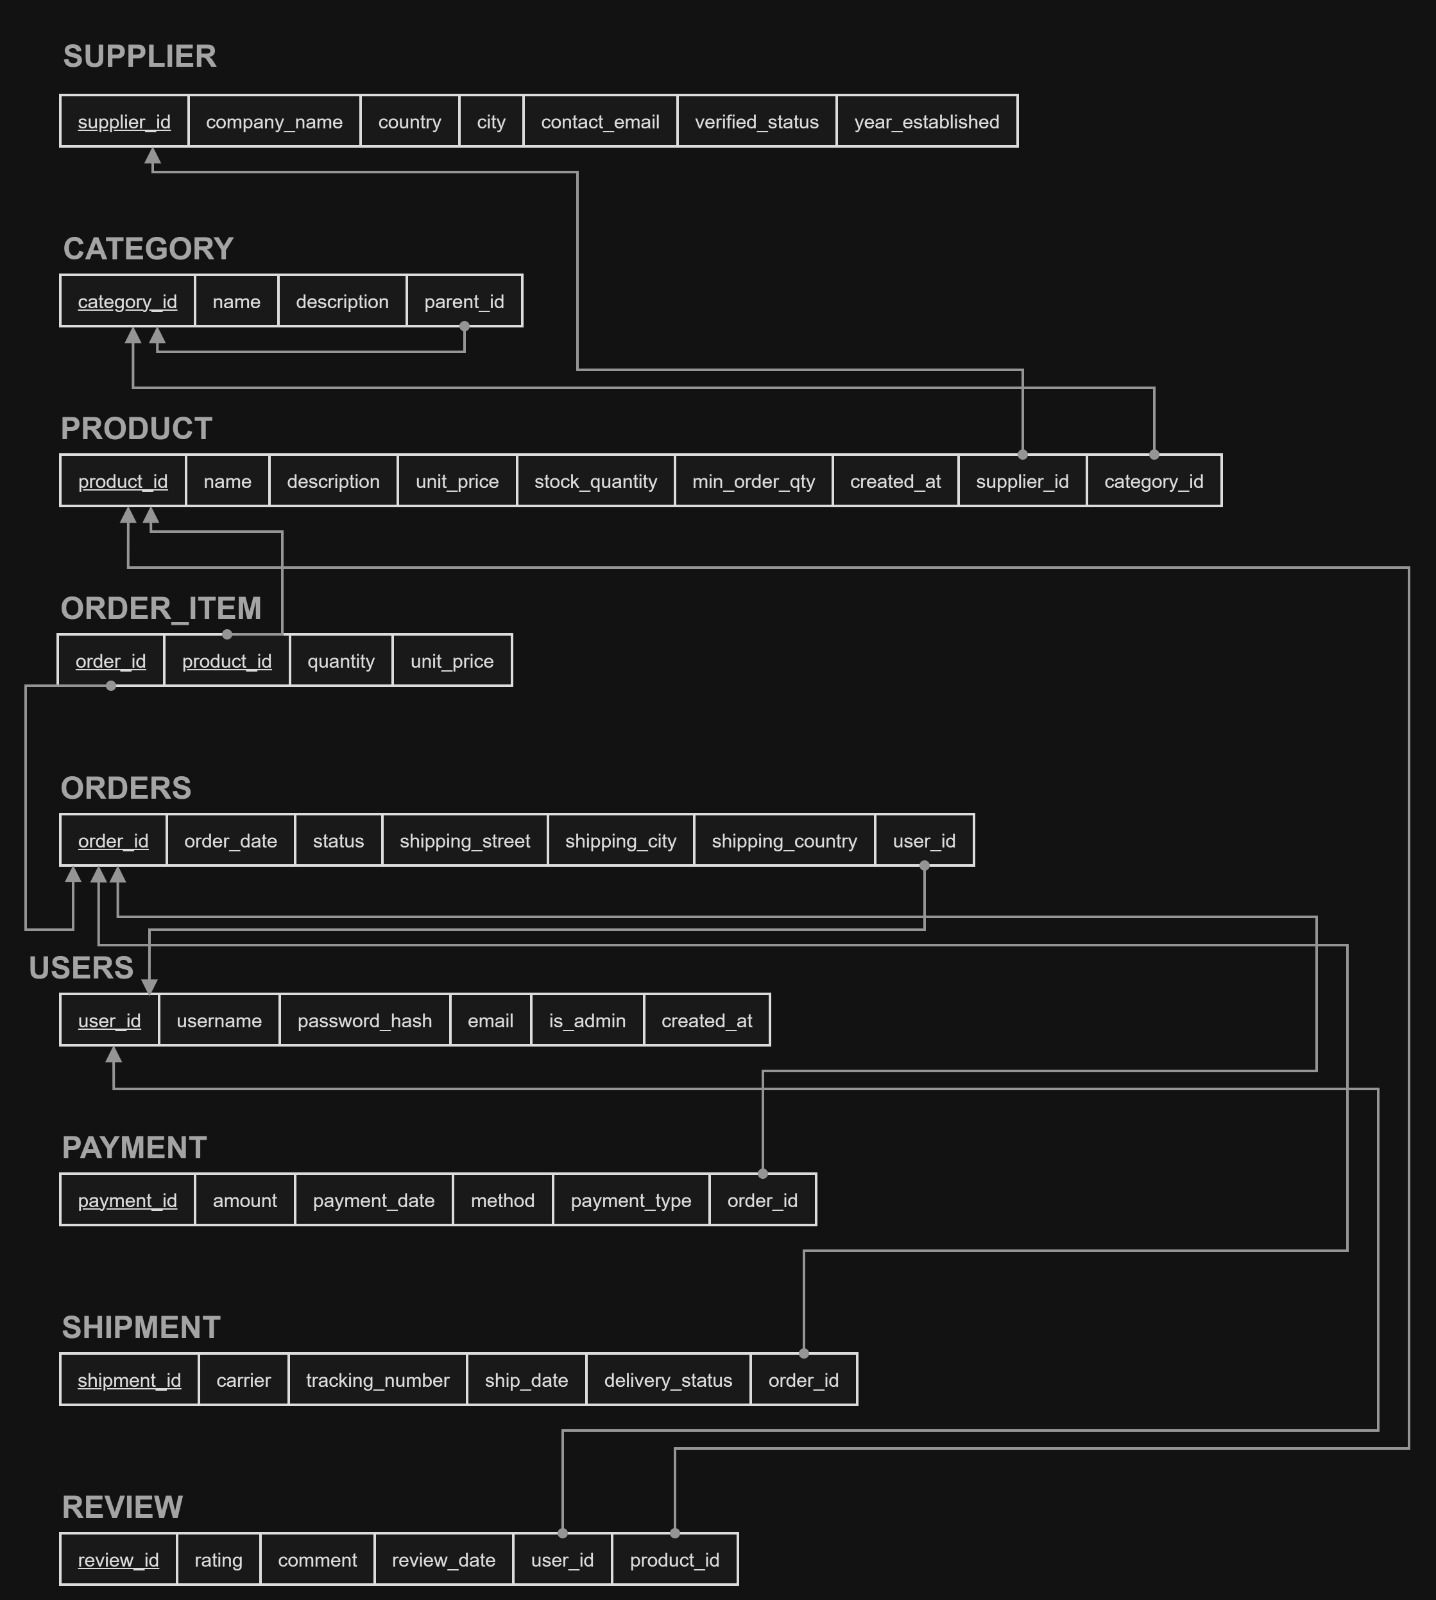 SUPPLIER
supplier_id company_name country city contact_email verified_status year_established
CATEGORY
category_id name description parent_id
PRODUCT
product_id name description unit_price stock_quantity min_order_qty created_at supplier_id category_id
ORDER_ITEM
order_id product_id quantity unit_price
ORDERS
order_id order_date status shipping_street shipping_city shipping_country user_id
USERS
user_id username password_hash email is_admin created_at
PAYMENT
payment_id amount payment_date method payment_type order_id
SHIPMENT
shipment_id carrier tracking_number ship_date delivery_status order_id
REVIEW
review_id rating comment review_date user_id product_id